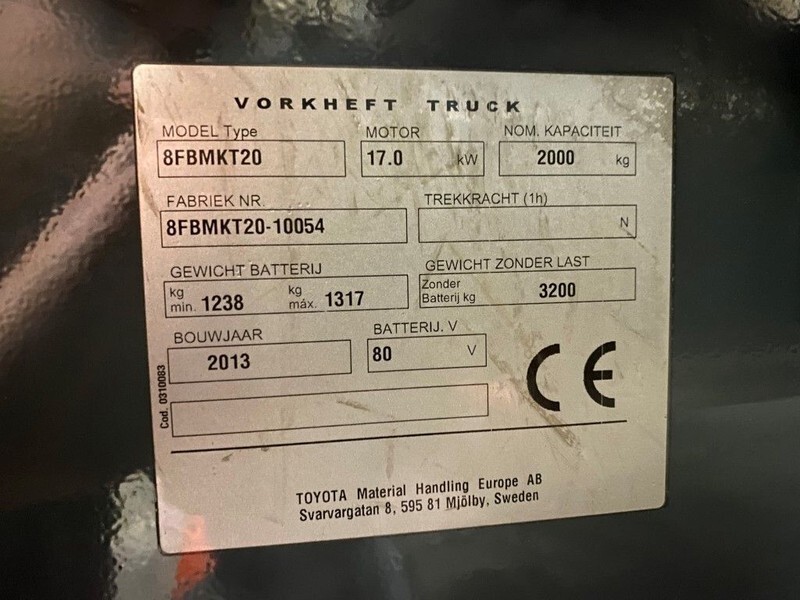 VORKHEFT TRUCK
MODEL Type MOTOR NOM. KAPACITEIT
8FBMKT20 17.0 kW 2000 kg
FABRIEK NR. TREKKRACHT (1h)
8FBMKT20-10054 N
GEWICHT BATTERIJ GEWICHT ZONDER LAST
kg min. 1238 kg máx. 1317 Zonder Batterij kg 3200
BOUWJAAR BATTERIJ. V
2013 80 V
CE
Cod. 0310083
TOYOTA Material Handling Europe AB
Svarvargatan 8, 595 81 Mjölby, Sweden